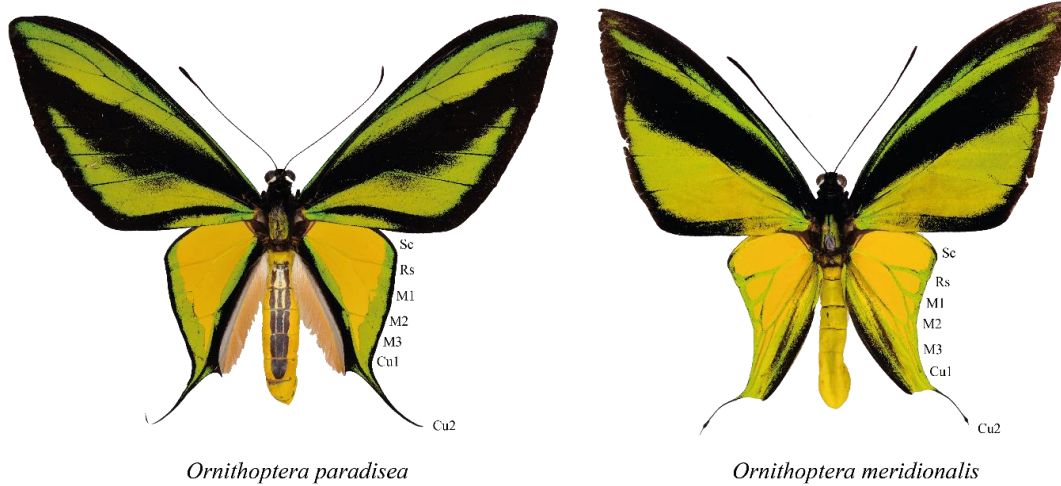 Sc
Rs
M1
M2
M3
Cu1
Cu2
Ornithoptera paradisea
Sc
Rs
M1
M2
M3
Cu1
Cu2
Ornithoptera meridionalis